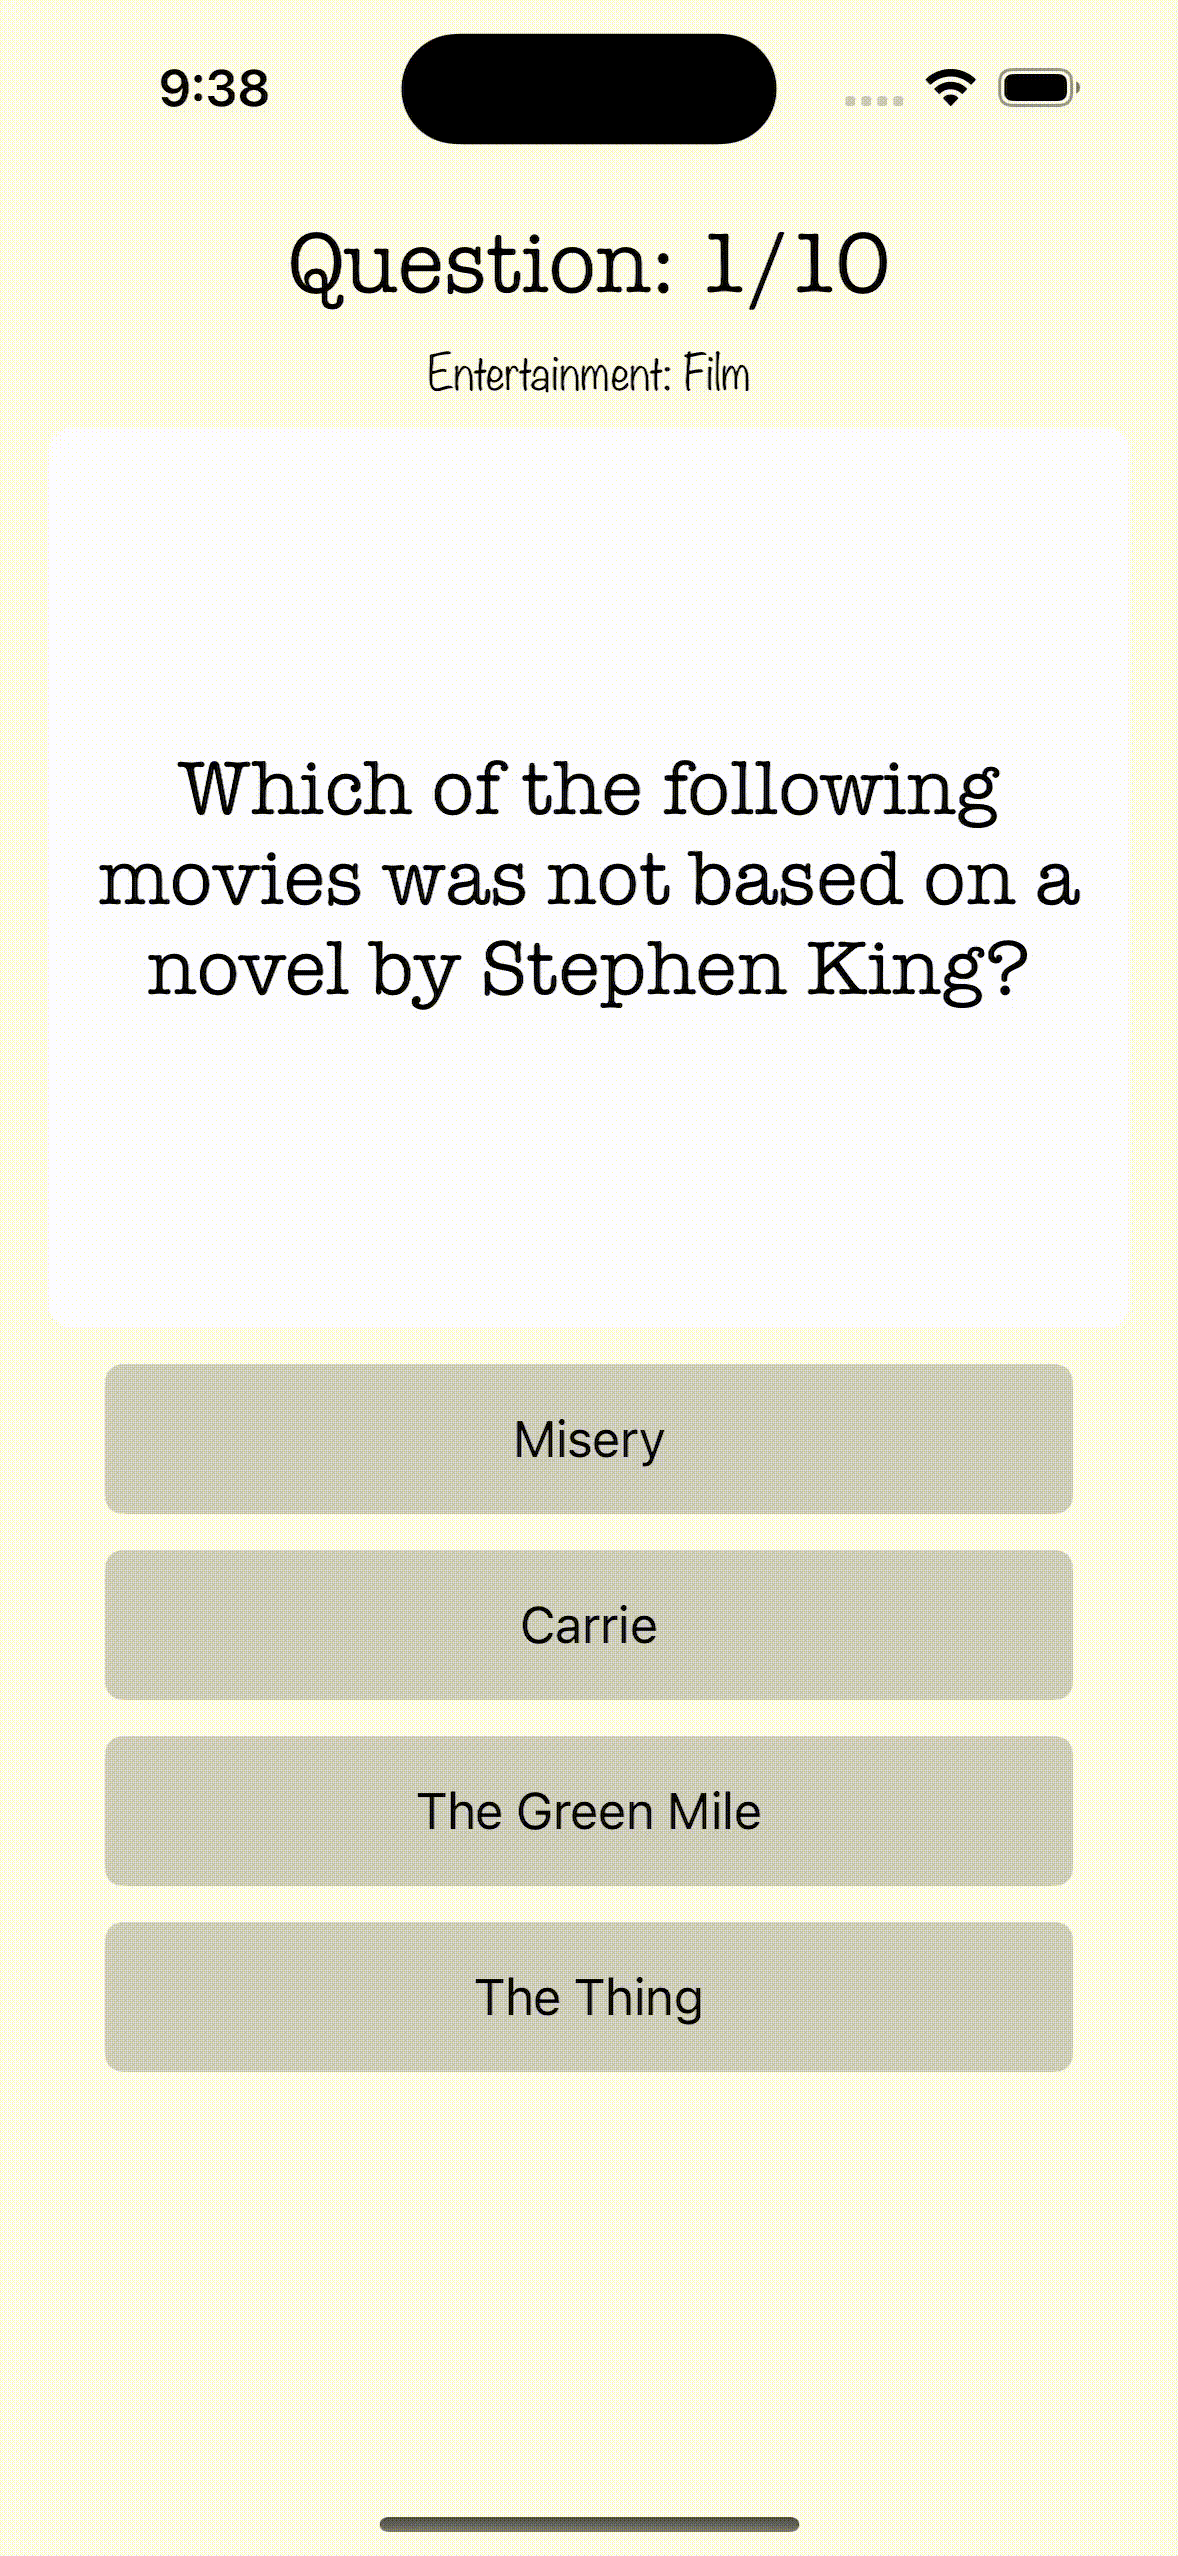 9:38
Question: 1/10
Entertainment: Film
Which of the following
movies was not based on a
novel by Stephen King?
Misery
Carrie
The Green Mile
The Thing